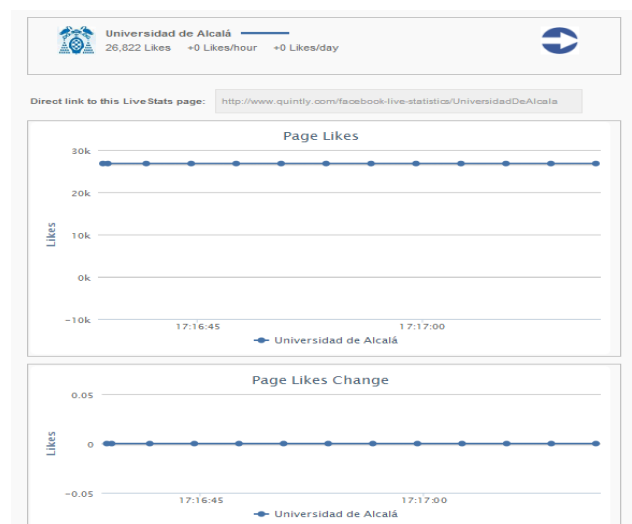 Universidad de Alcalá
26,822 Likes +0 Likes/hour +0 Likes/day
Direct link to this LiveStats page: http://www.quintly.com/facebook-live-statistics/UniversidadDeAlcala
Page Likes
30k
20k
10k
0k
−10k
Likes
17:16:45 17:17:00
Universidad de Alcalá
Page Likes Change
0.05
0
−0.05
Likes
17:16:45 17:17:00
Universidad de Alcalá